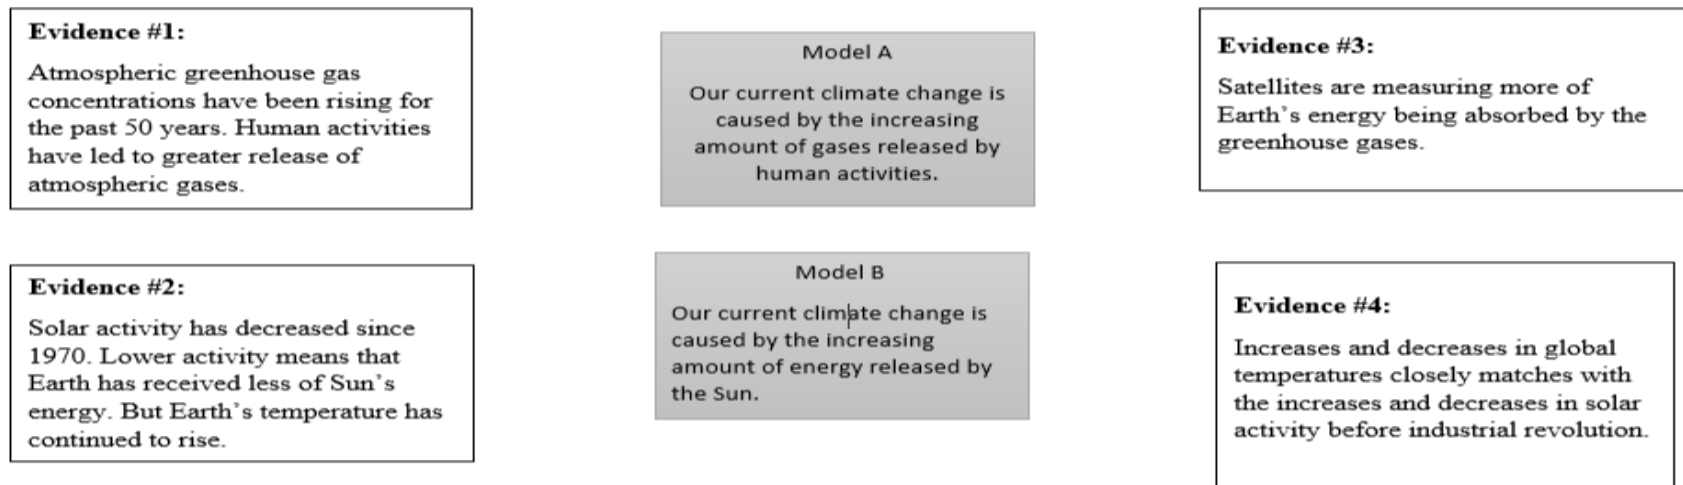 Evidence #1:
Atmospheric greenhouse gas
concentrations have been rising for
the past 50 years. Human activities
have led to greater release of
atmospheric gases.
Model A
Our current climate change is
caused by the increasing
amount of gases released by
human activities.
Evidence #3:
Satellites are measuring more of
Earth's energy being absorbed by the
greenhouse gases.
Evidence #2:
Solar activity has decreased since
1970. Lower activity means that
Earth has received less of Sun's
energy. But Earth's temperature has
continued to rise.
Model B
Our current climate change is
caused by the increasing
amount of energy released by
the Sun.
Evidence #4:
Increases and decreases in global
temperatures closely matches with
the increases and decreases in solar
activity before industrial revolution.